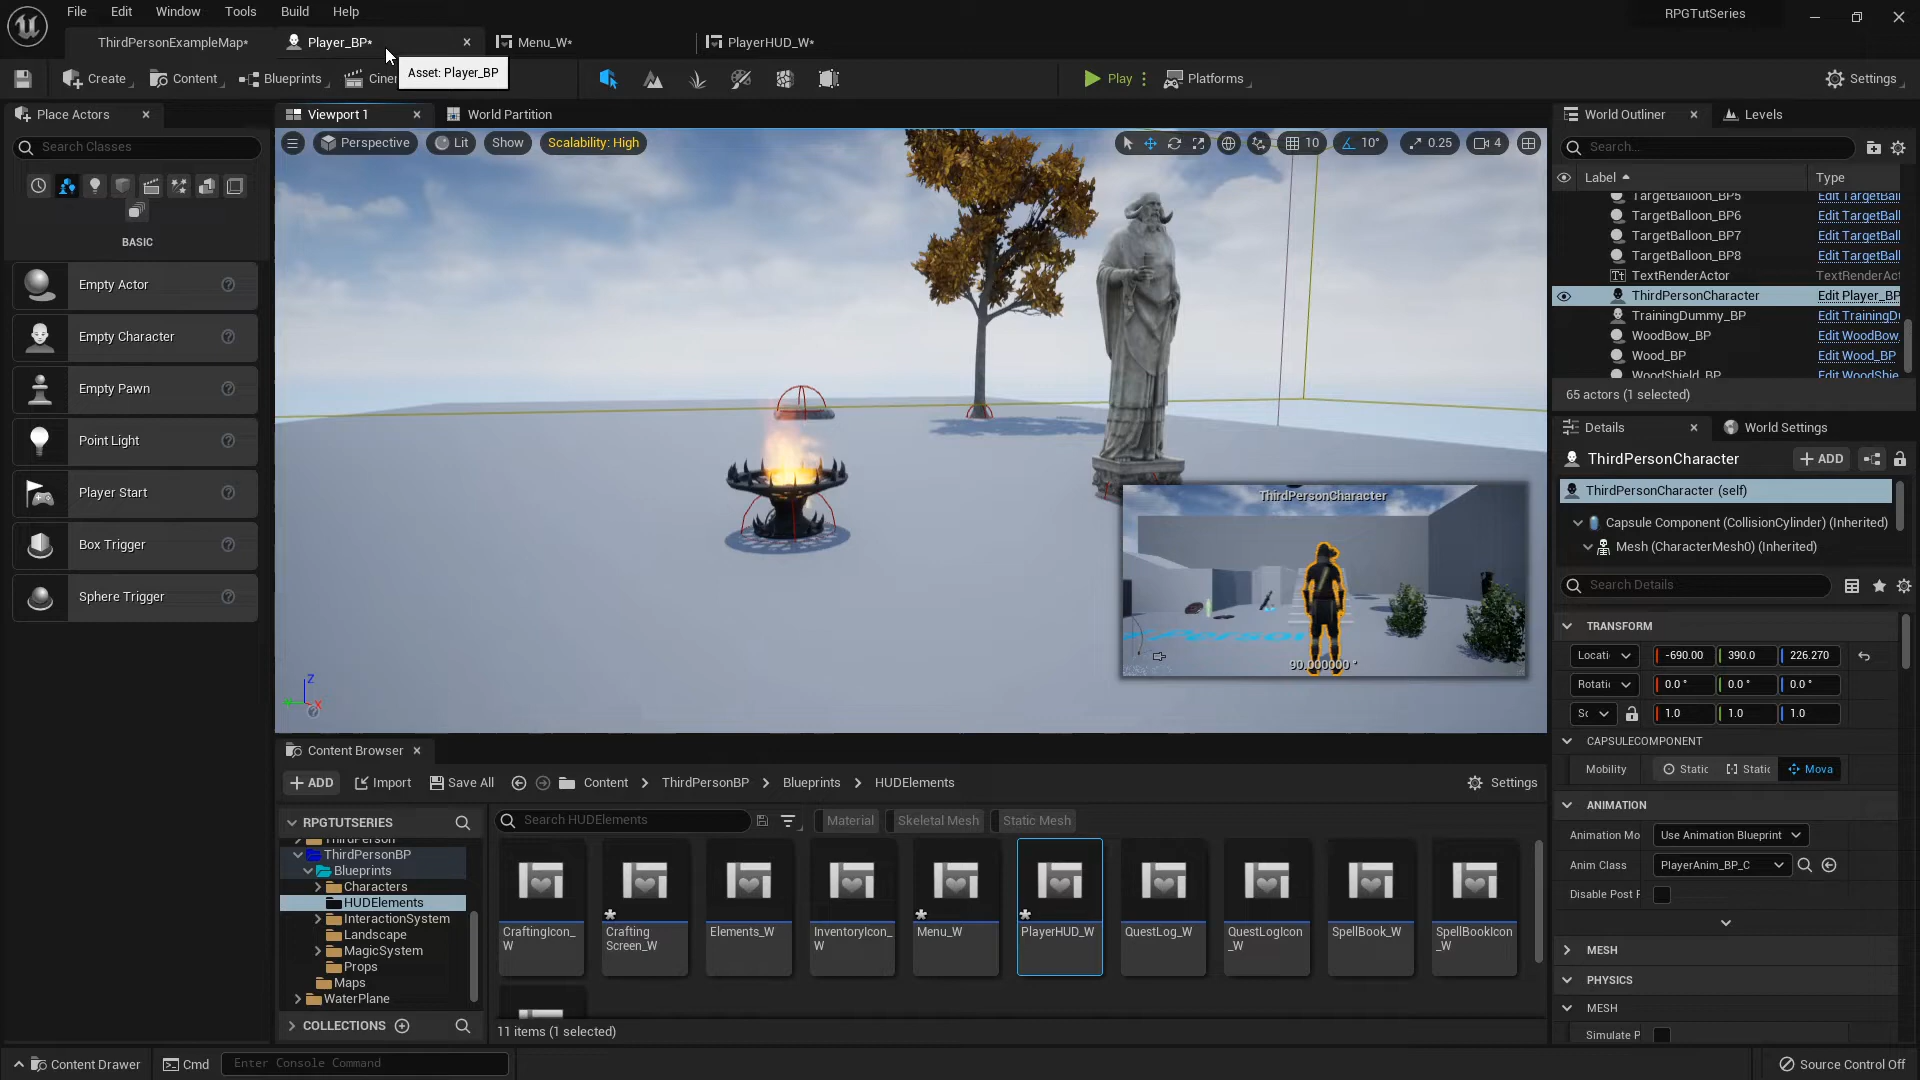 File Edit Window Tools Build Help
RPGTutSeries
ThirdPersonExampleMap* Player_BP* Menu_W* PlayerHUD_W*
Create Content Blueprints Play Platforms Settings
Asset: Player_BP
Place Actors
Viewport 1 World Partition
World Outliner Levels
Search Classes
Perspective Lit Show Scalability: High 10 10° 0.25 4
Search...
Label Type
BASIC
Empty Actor
Empty Character
Empty Pawn
Point Light
Player Start
Box Trigger
Sphere Trigger
TargetBalloon_BP5 Edit TargetBall
TargetBalloon_BP6 Edit TargetBall
TargetBalloon_BP7 Edit TargetBall
TargetBalloon_BP8 Edit TargetBall
TextRenderActor TextRenderAct
ThirdPersonCharacter Edit Player_BP
TrainingDummy_BP Edit TrainingDu
WoodBow_BP Edit WoodBow_
Wood_BP Edit Wood_BP
WoodShield_BP Edit WoodShie
65 actors (1 selected)
Details World Settings
ThirdPersonCharacter ADD
ThirdPersonCharacter (self)
Capsule Component (CollisionCylinder) (Inherited)
Mesh (CharacterMesh0) (Inherited)
Search Details
TRANSFORM
Locati -690.00 390.0 226.270
Rotati 0.0 ° 0.0 ° 0.0 °
Sc 1.0 1.0 1.0
CAPSULECOMPONENT
Mobility Static Static Mova
ANIMATION
Animation Mo Use Animation Blueprint
Anim Class PlayerAnim_BP_C
Disable Post P
MESH
PHYSICS
MESH
Simulate P
ThirdPersonCharacter
90.000000 °
Z
X
Content Browser
ADD Import Save All Content ThirdPersonBP Blueprints HUDElements Settings
RPGTUTSERIES
Search HUDElements
Material Skeletal Mesh Static Mesh
ThirdPerson
ThirdPersonBP
Blueprints
Characters
HUDElements
InteractionSystem
Landscape
MagicSystem
Props
Maps
WaterPlane
COLLECTIONS
CraftingIcon_
W
Crafting
Screen_W
Elements_W
InventoryIcon_
W
Menu_W
PlayerHUD_W
QuestLog_W
QuestLogIcon
_W
SpellBook_W
SpellBookIcon
_W
11 items (1 selected)
Content Drawer Cmd Enter Console Command Source Control Off